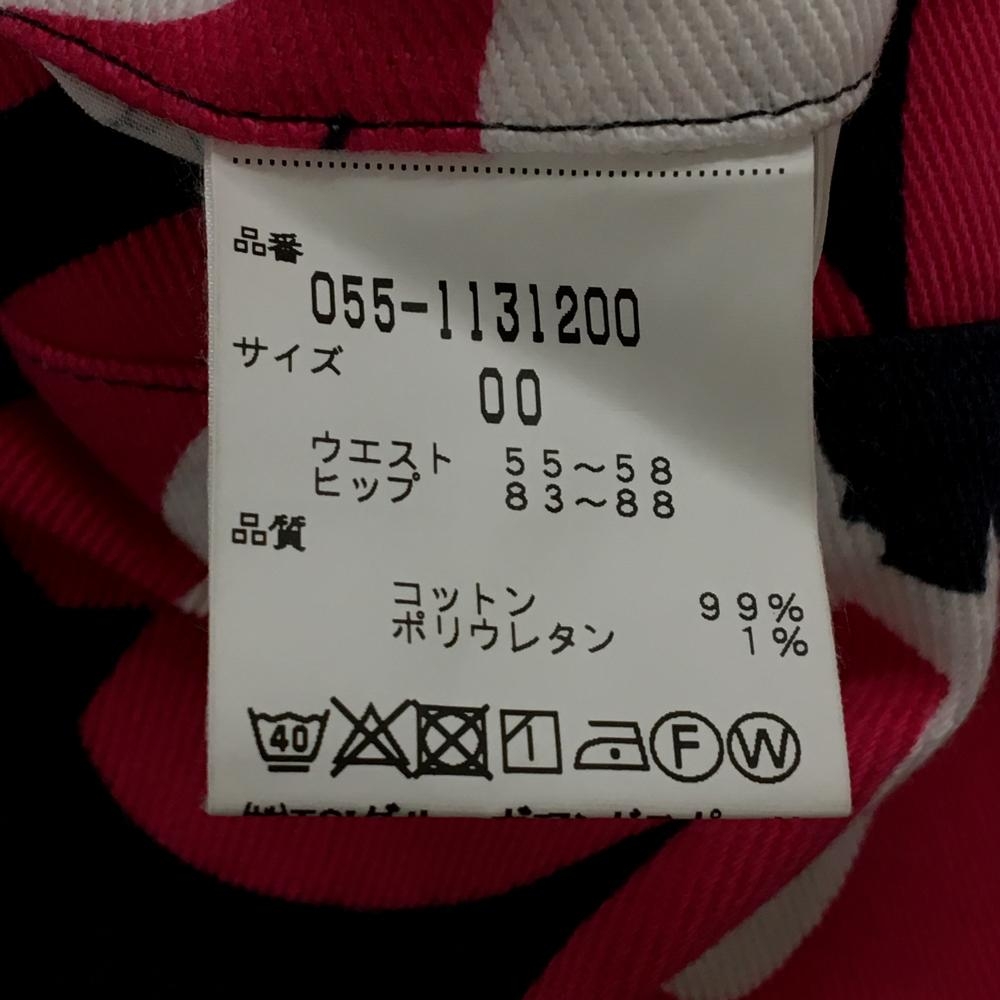 品番
055-1131200
サイズ
00
ウエスト 55~58
ヒップ 83~88
品質
コットン 99%
ポリウレタン 1%
40 F W